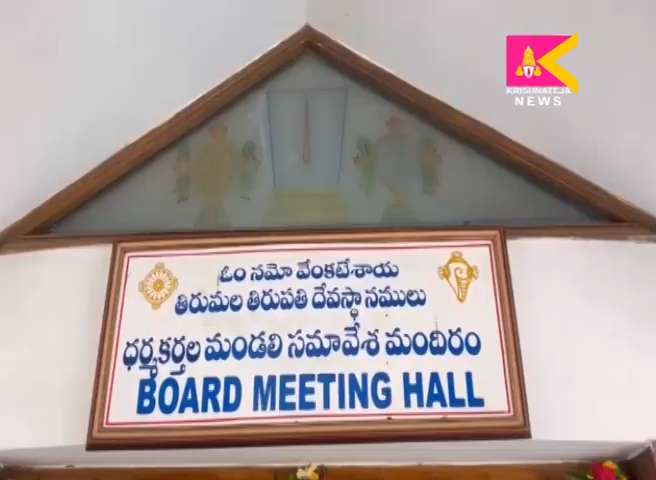 KRISHNATEJA
NEWS
ఓం నమో వేంకటేశాయ
తిరుమల తిరుపతి దేవస్థానములు
ధర్మకర్తల మండలి సమావేశ మందిరం
BOARD MEETING HALL